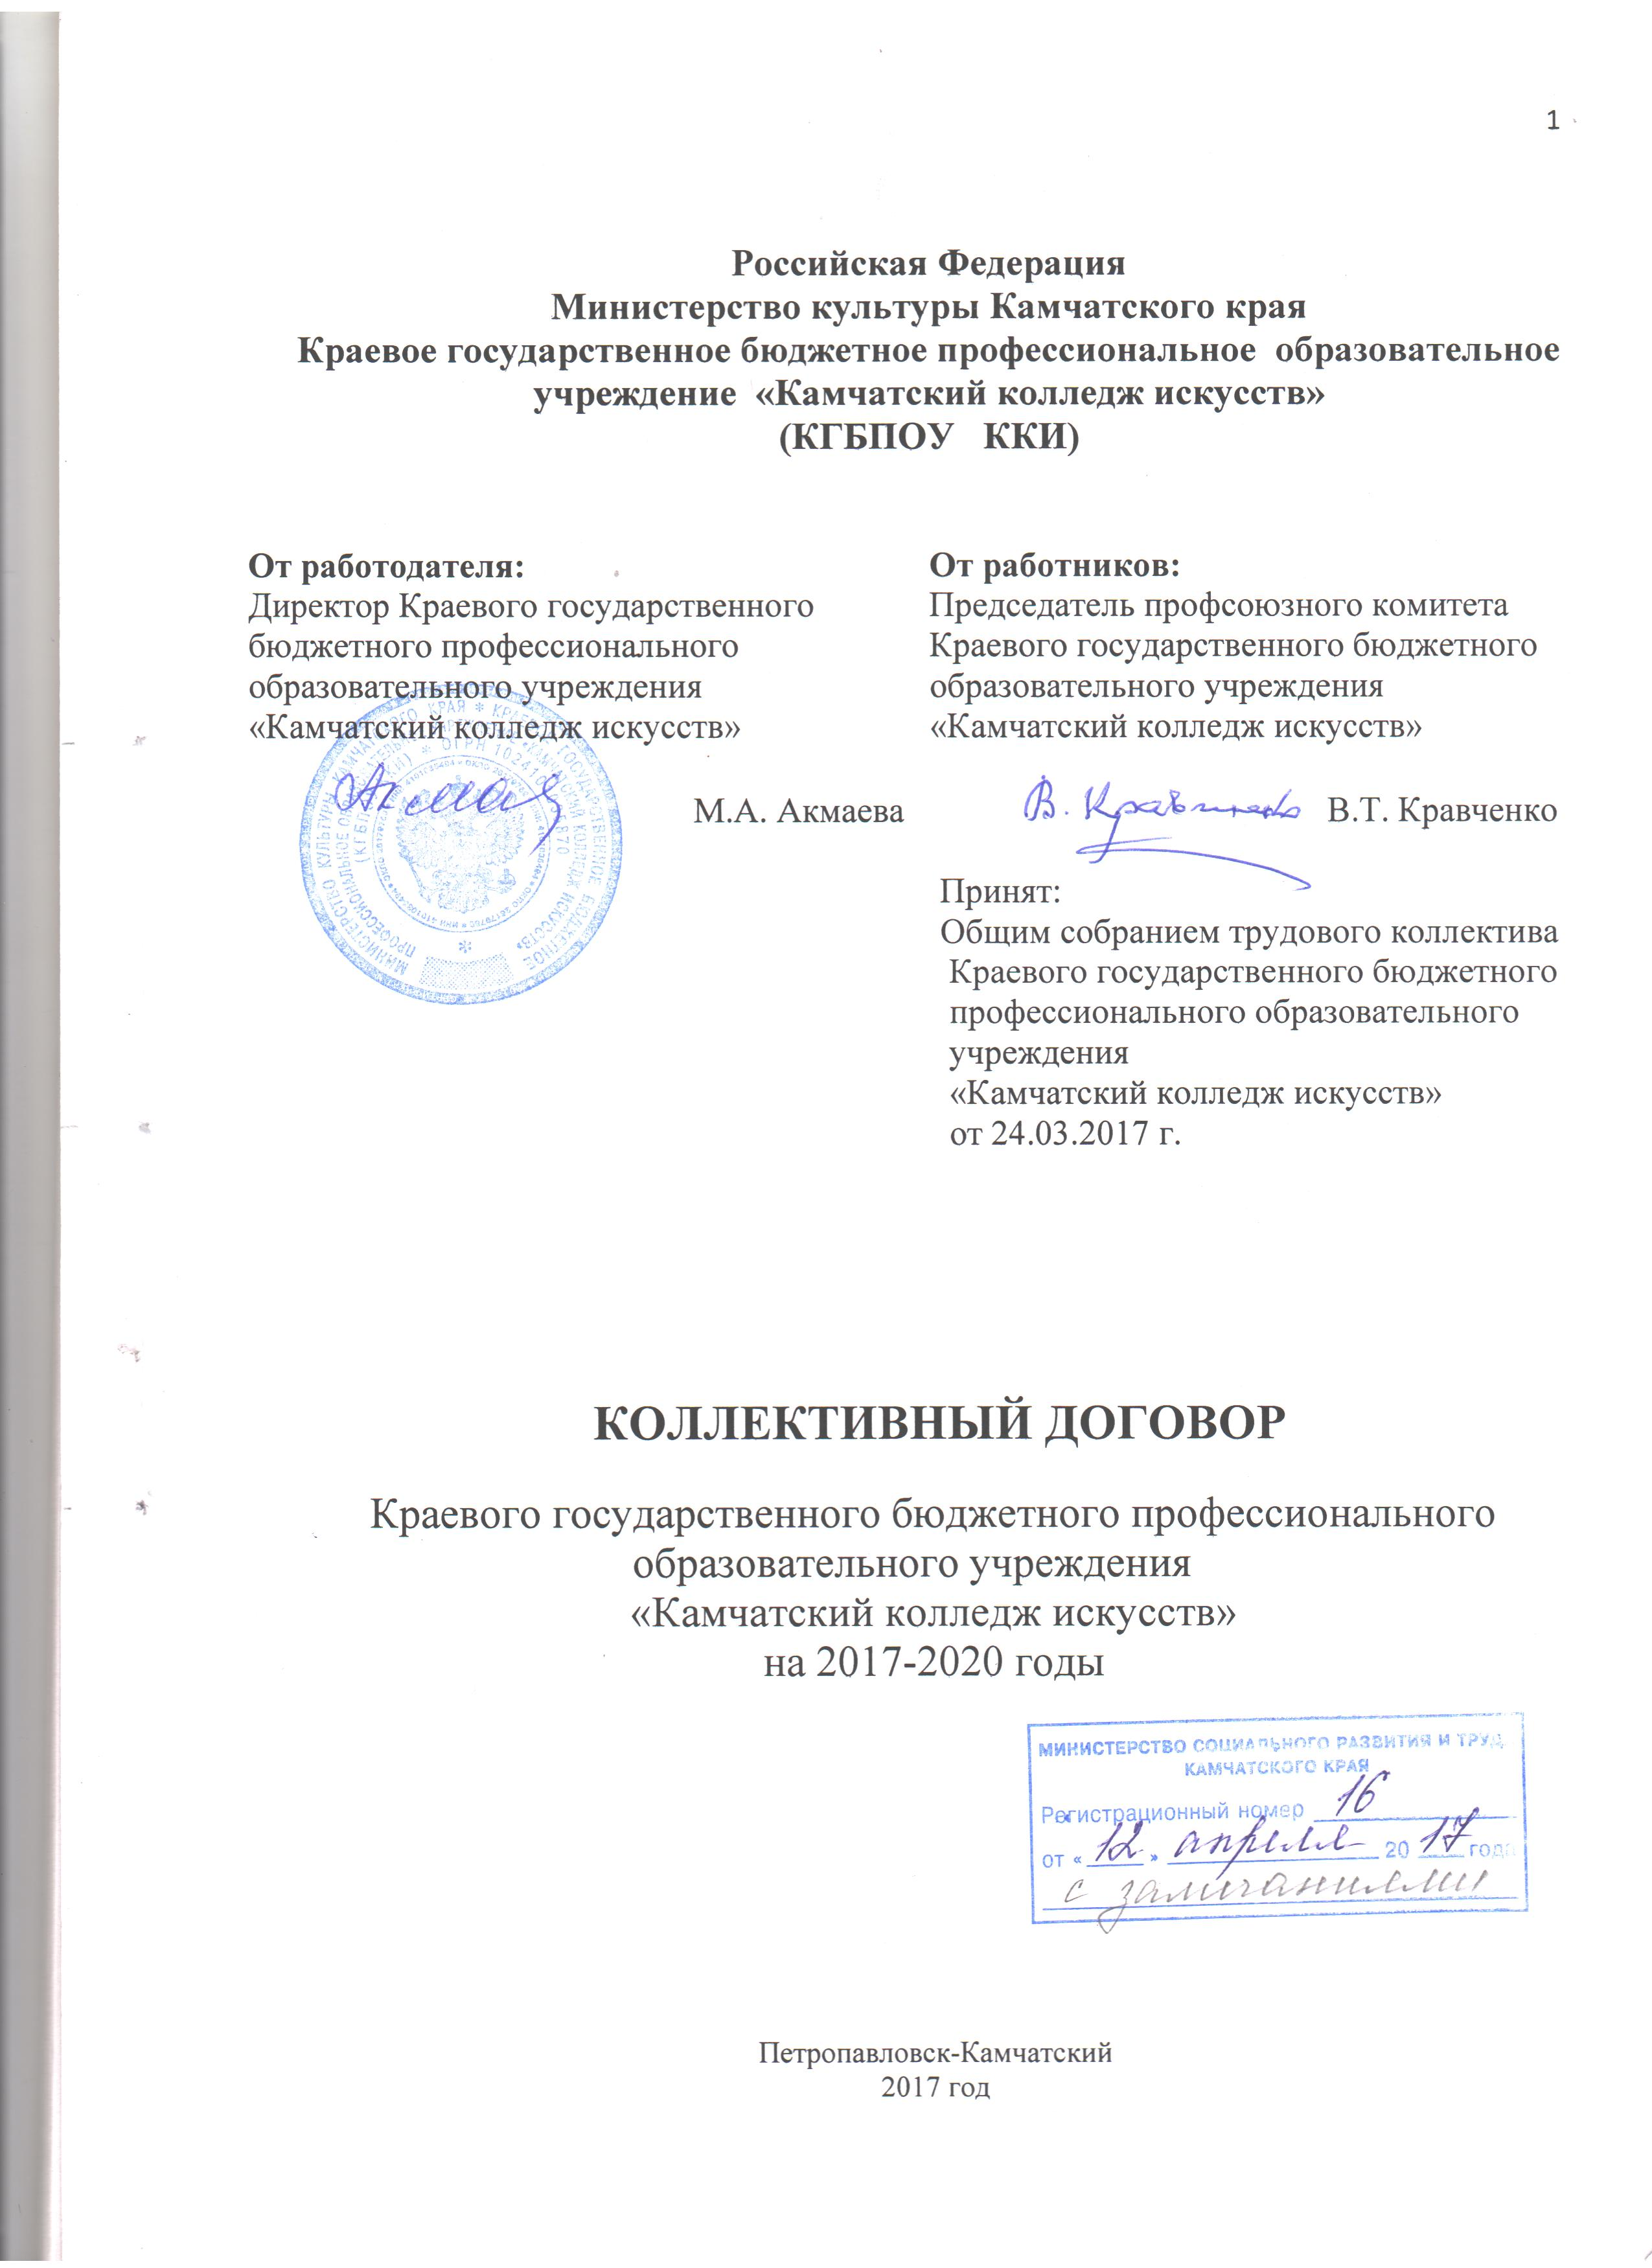 1
Российская Федерация
Министерство культуры Камчатского края
Краевое государственное бюджетное профессиональное образовательное
учреждение «Камчатский колледж искусств»
(КГБПОУ ККИ)
От работодателя:
Директор Краевого государственного
бюджетного профессионального
образовательного учреждения
«Камчатский колледж искусств»
М.А. Акмаева
От работников:
Председатель профсоюзного комитета
Краевого государственного бюджетного
образовательного учреждения
«Камчатский колледж искусств»
В. Кравченко В.Т. Кравченко
Принят:
Общим собранием трудового коллектива
Краевого государственного бюджетного
профессионального образовательного
учреждения
«Камчатский колледж искусств»
от 24.03.2017 г.
КОЛЛЕКТИВНЫЙ ДОГОВОР
Краевого государственного бюджетного профессионального
образовательного учреждения
«Камчатский колледж искусств»
на 2017-2020 годы
МИНИСТЕРСТВО СОЦИАЛЬНОГО РАЗВИТИЯ И ТРУД
КАМЧАТСКОГО КРАЯ
Регистрационный номер 16
от «12» апреля 2017 года
с замечаниями
Петропавловск-Камчатский
2017 год